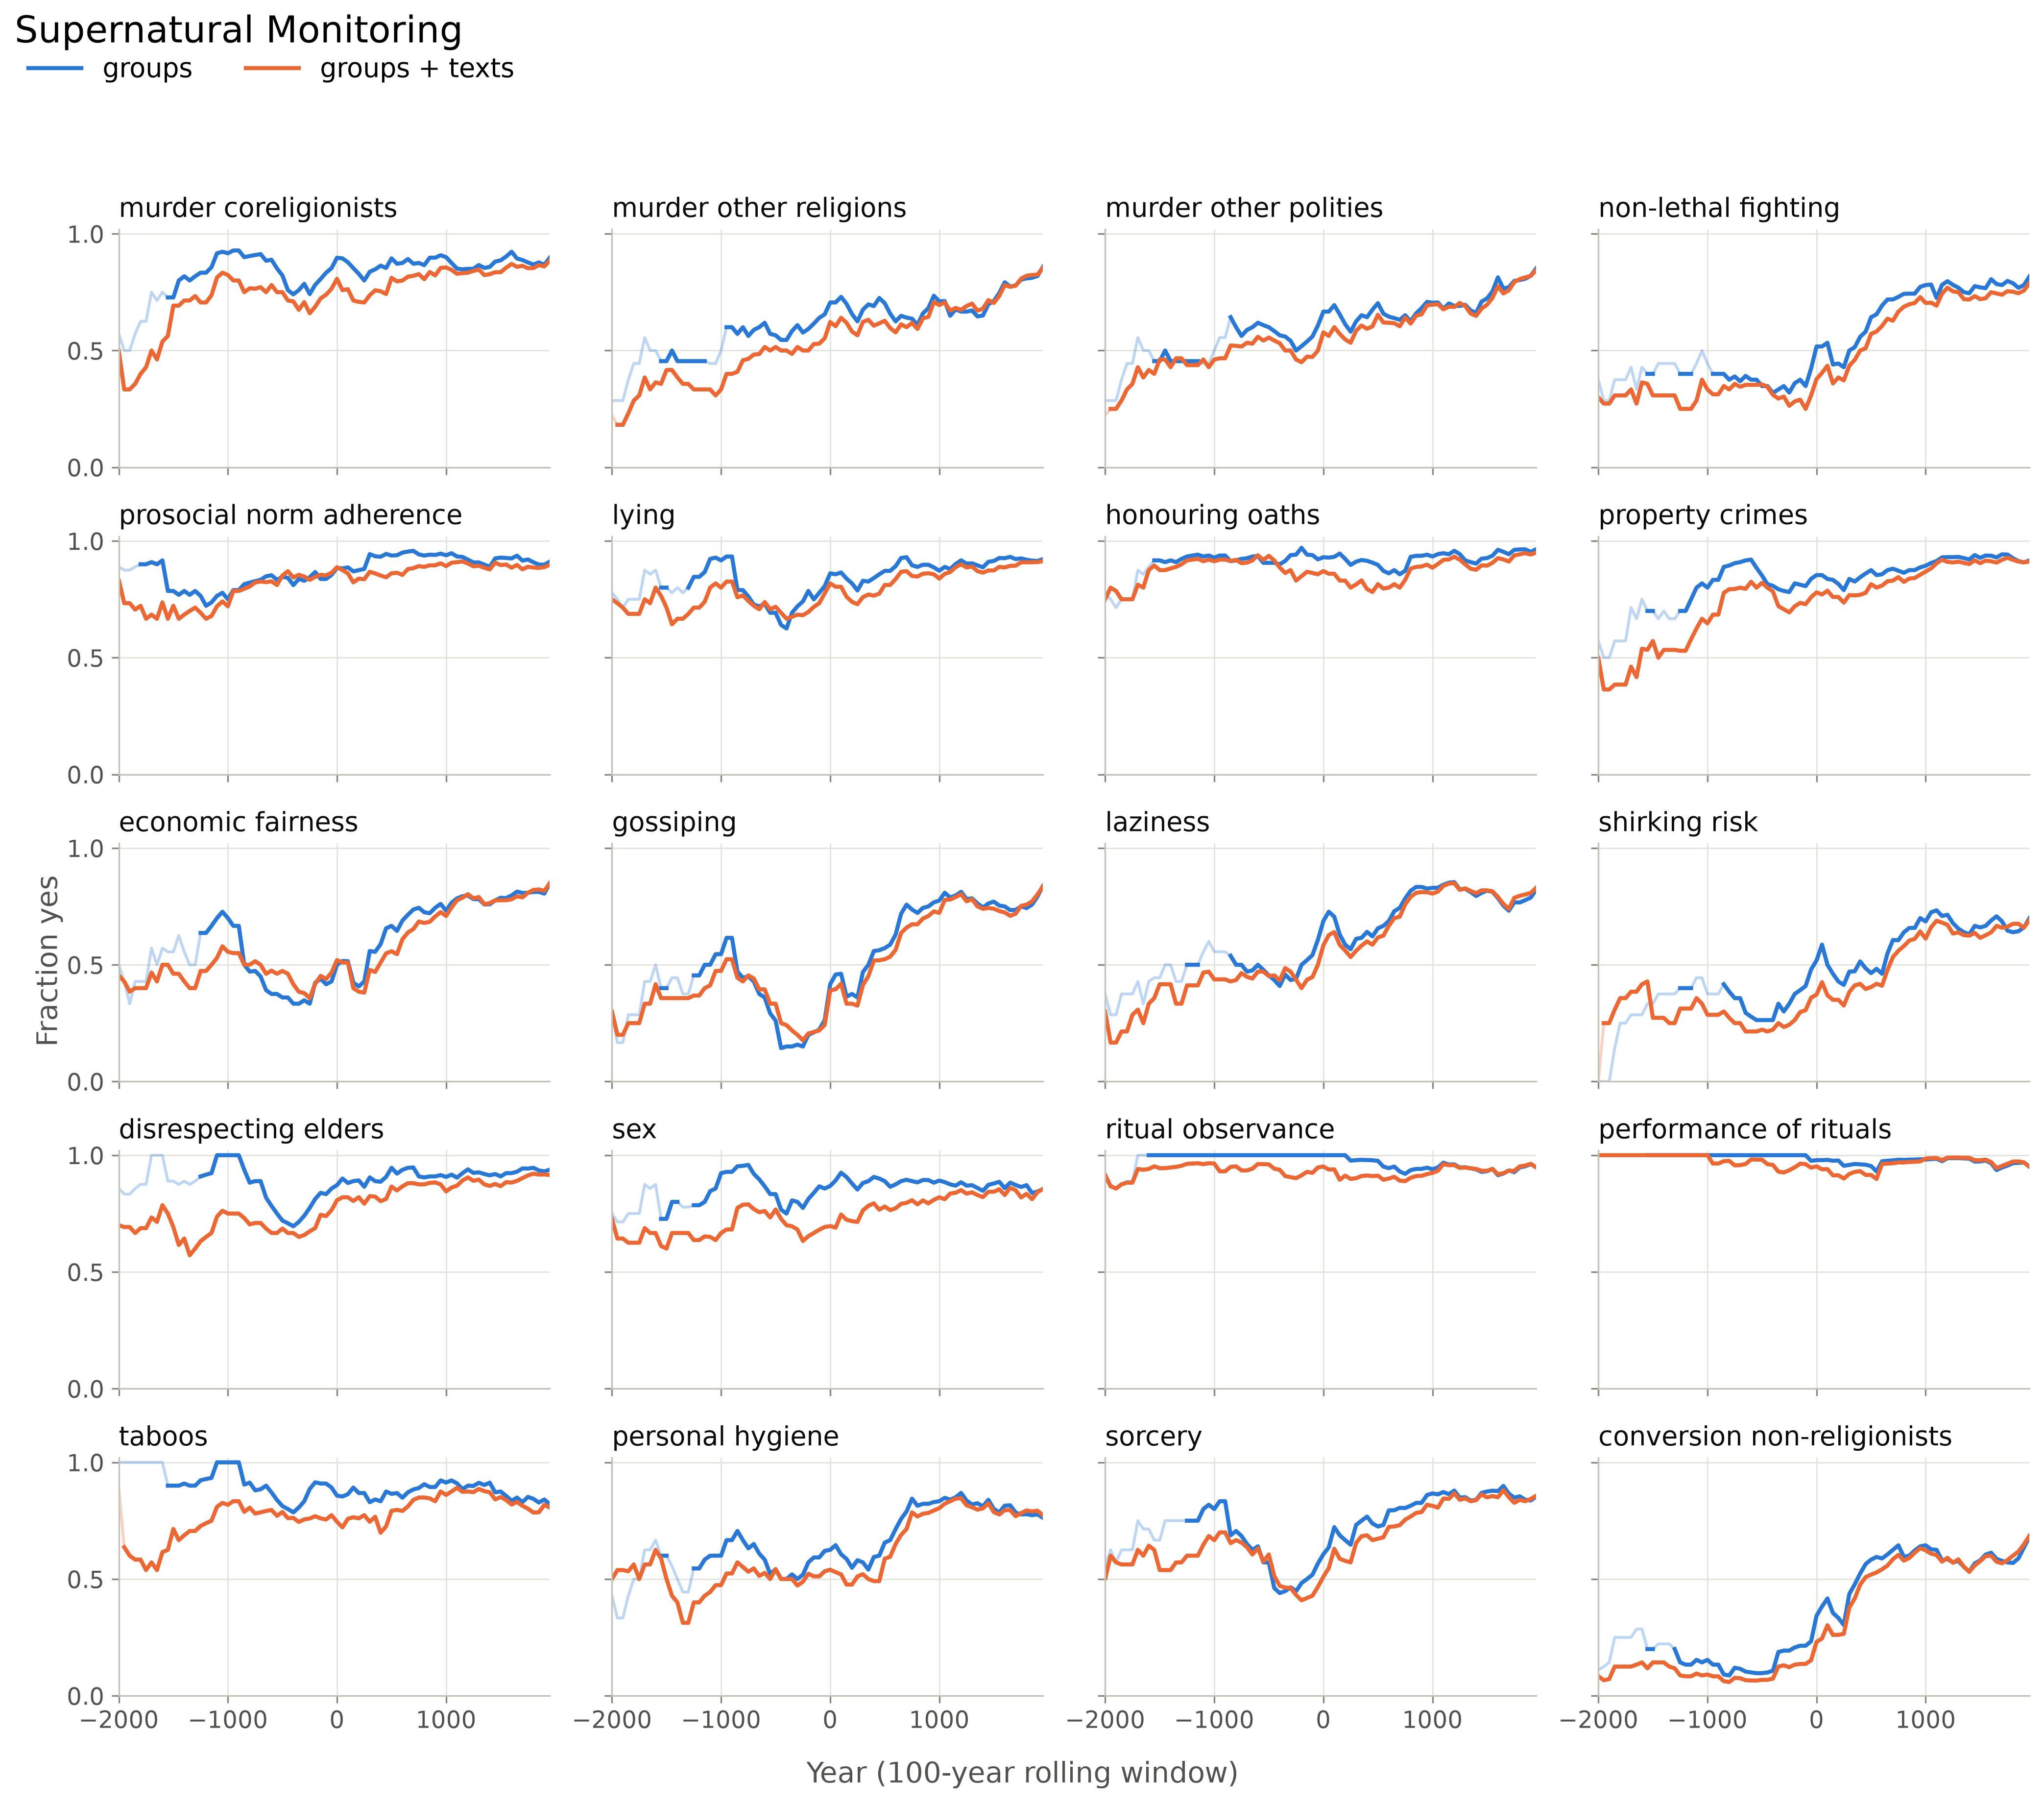 Supernatural Monitoring
groups groups + texts
murder coreligionists murder other religions murder other polities non-lethal fighting
1.0
0.5
0.0
prosocial norm adherence lying honouring oaths property crimes
1.0
0.5
0.0
economic fairness gossiping laziness shirking risk
1.0
0.5
0.0
Fraction yes
disrespecting elders sex ritual observance performance of rituals
1.0
0.5
0.0
taboos personal hygiene sorcery conversion non-religionists
1.0
0.5
0.0
−2000 −1000 0 1000 −2000 −1000 0 1000 −2000 −1000 0 1000 −2000 −1000 0 1000
Year (100-year rolling window)